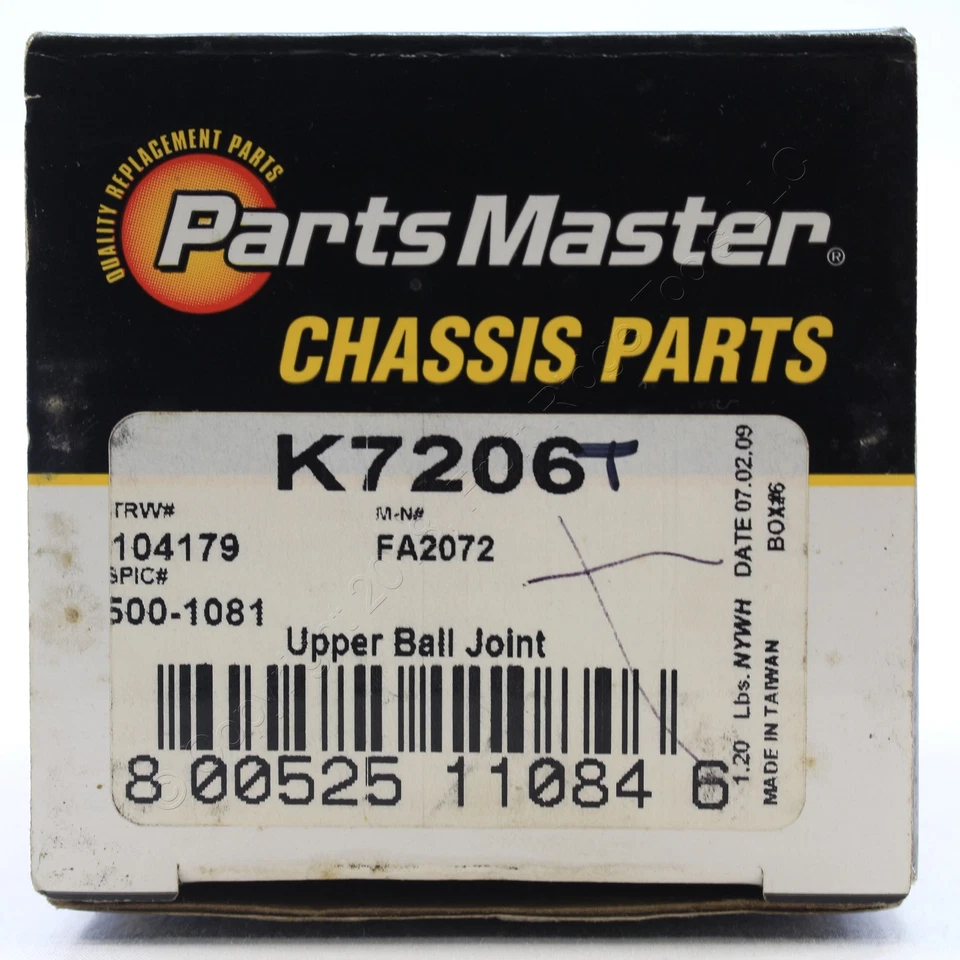 QUALITY REPLACEMENT PARTS
Parts Master®
CHASSIS PARTS
K7206T
TRW# M-N#
104179 FA2072
SPIC#
500-1081
Upper Ball Joint
8 00525 11084 6
1.20 Lbs. NYWH DATE 07.02.09
MADE IN TAIWAN BOX#6